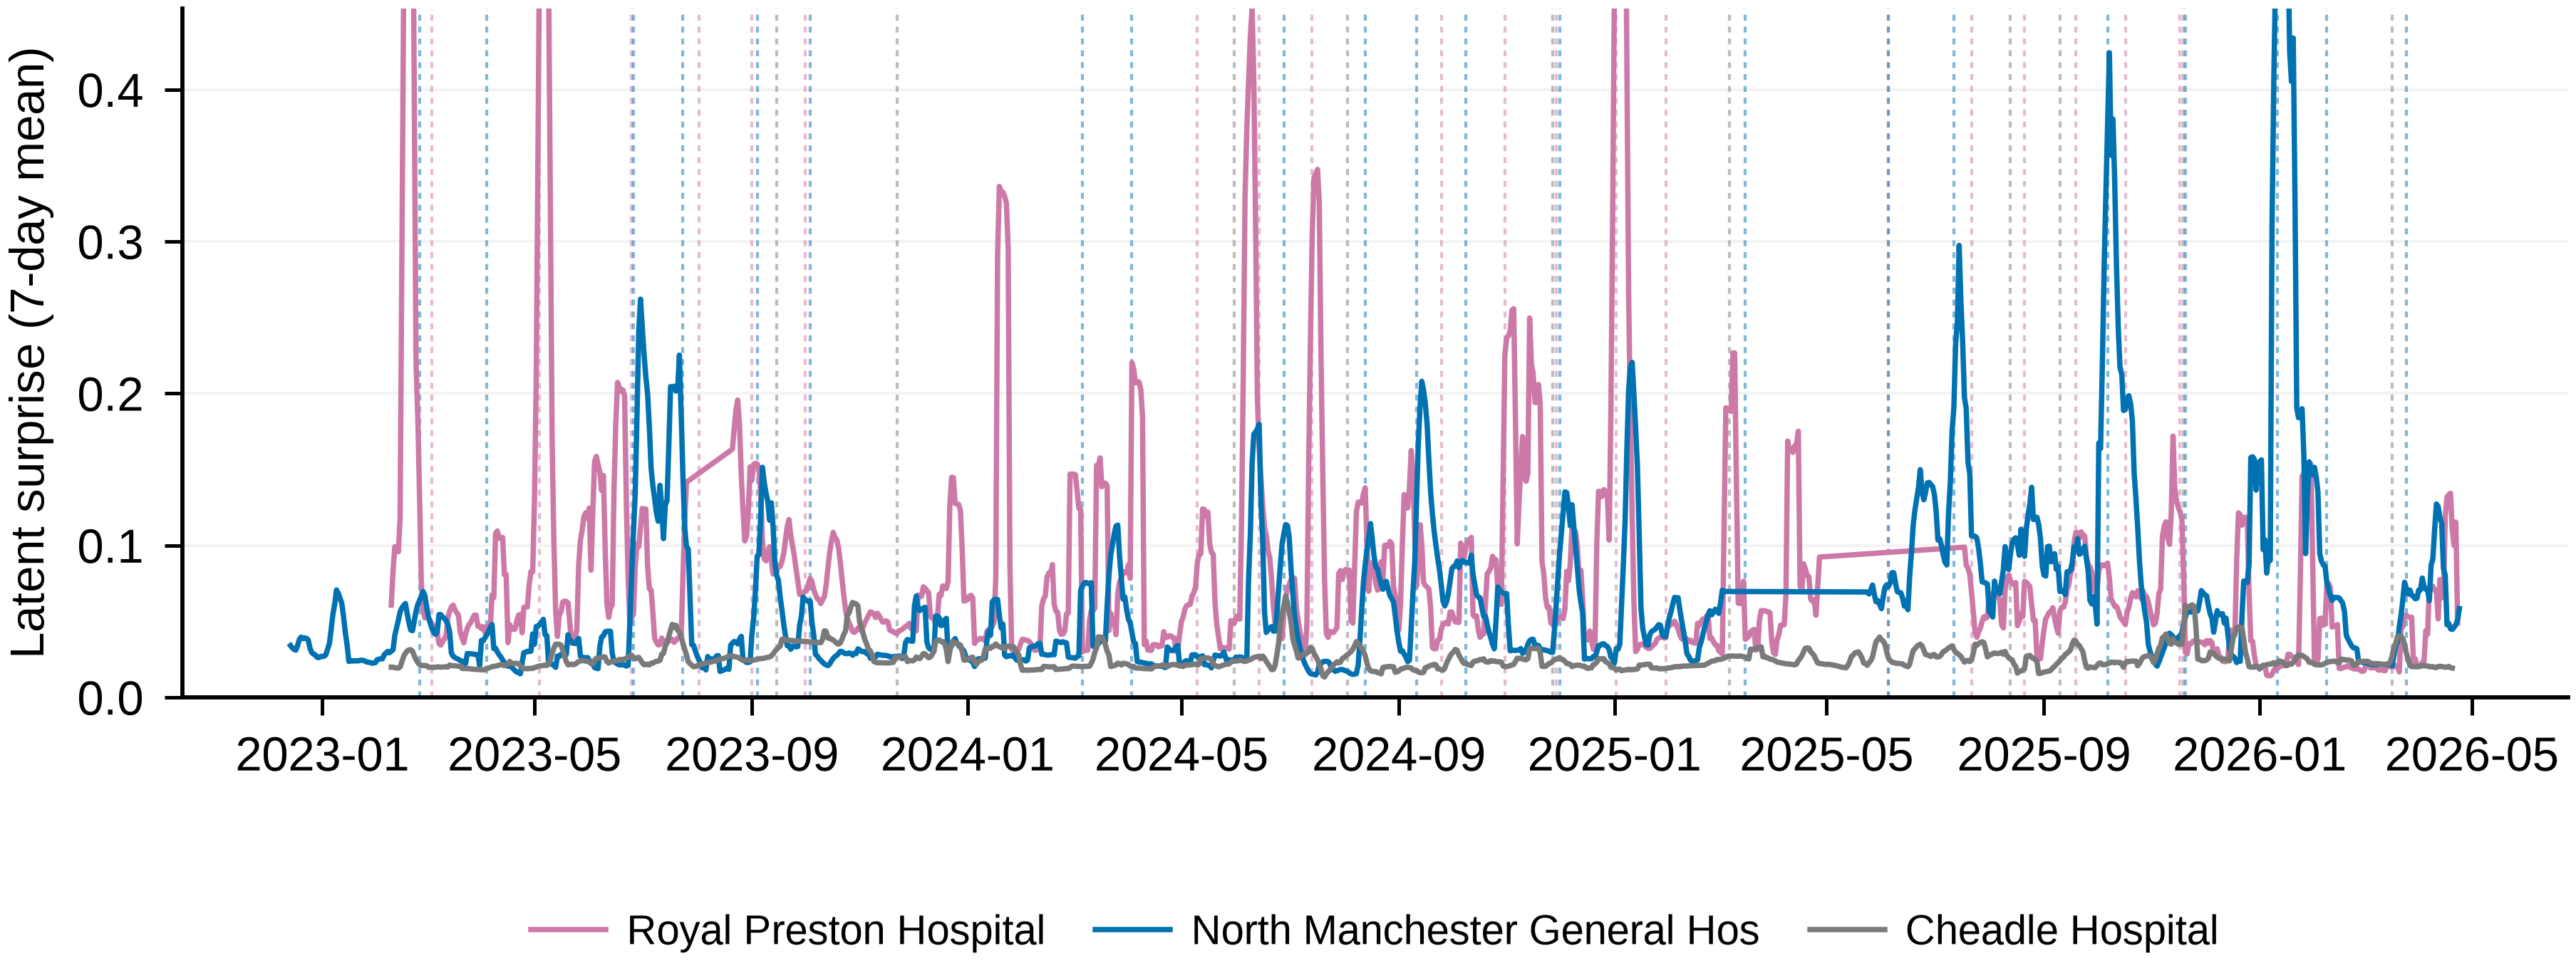 Latent surprise (7-day mean)
0.4
0.3
0.2
0.1
0.0
2023-01 2023-05 2023-09 2024-01 2024-05 2024-09 2025-01 2025-05 2025-09 2026-01 2026-05
Royal Preston Hospital North Manchester General Hos Cheadle Hospital